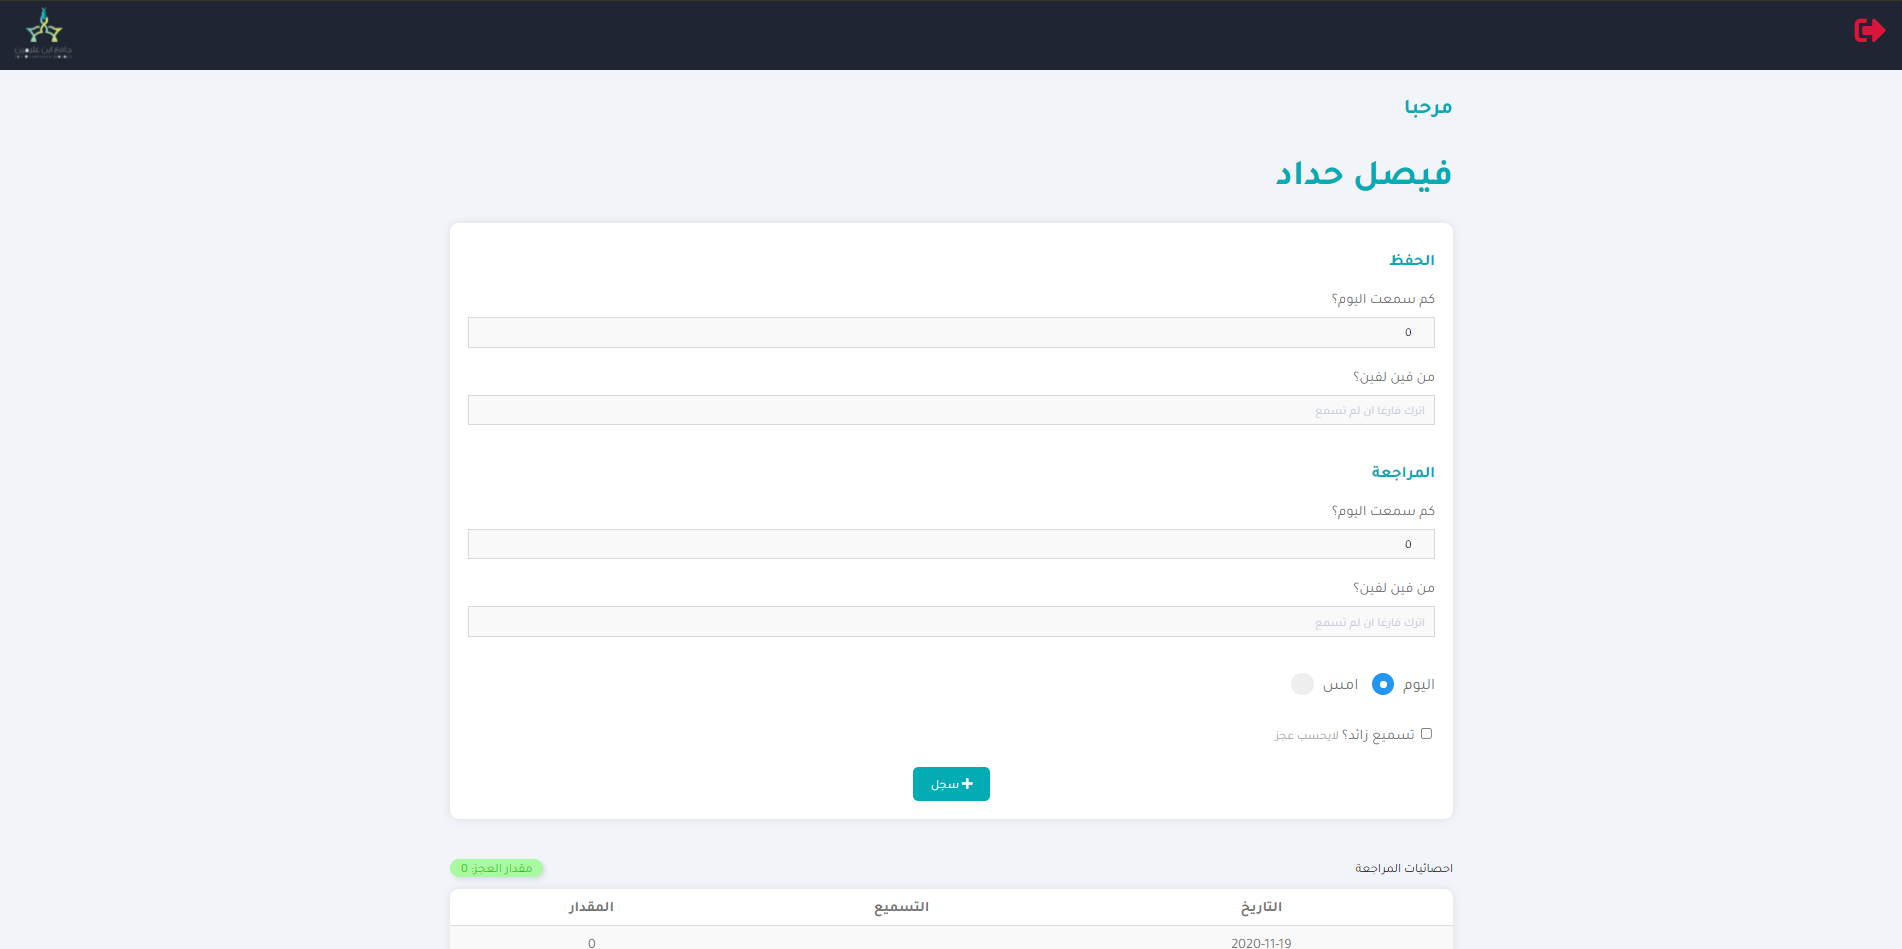 جامع ابن عثيمين
مرحبا
فيصل حداد
الحفظ
كم سمعت اليوم؟
0
من فين لفين؟
اترك فارغا ان لم تسمع
المراجعة
كم سمعت اليوم؟
0
من فين لفين؟
اترك فارغا ان لم تسمع
اليوم امس
تسميع زائد؟ لايحسب عجز
سجل
احصائيات المراجعة مقدار العجز: 0
التاريخ التسميع المقدار
2020-11-19 0